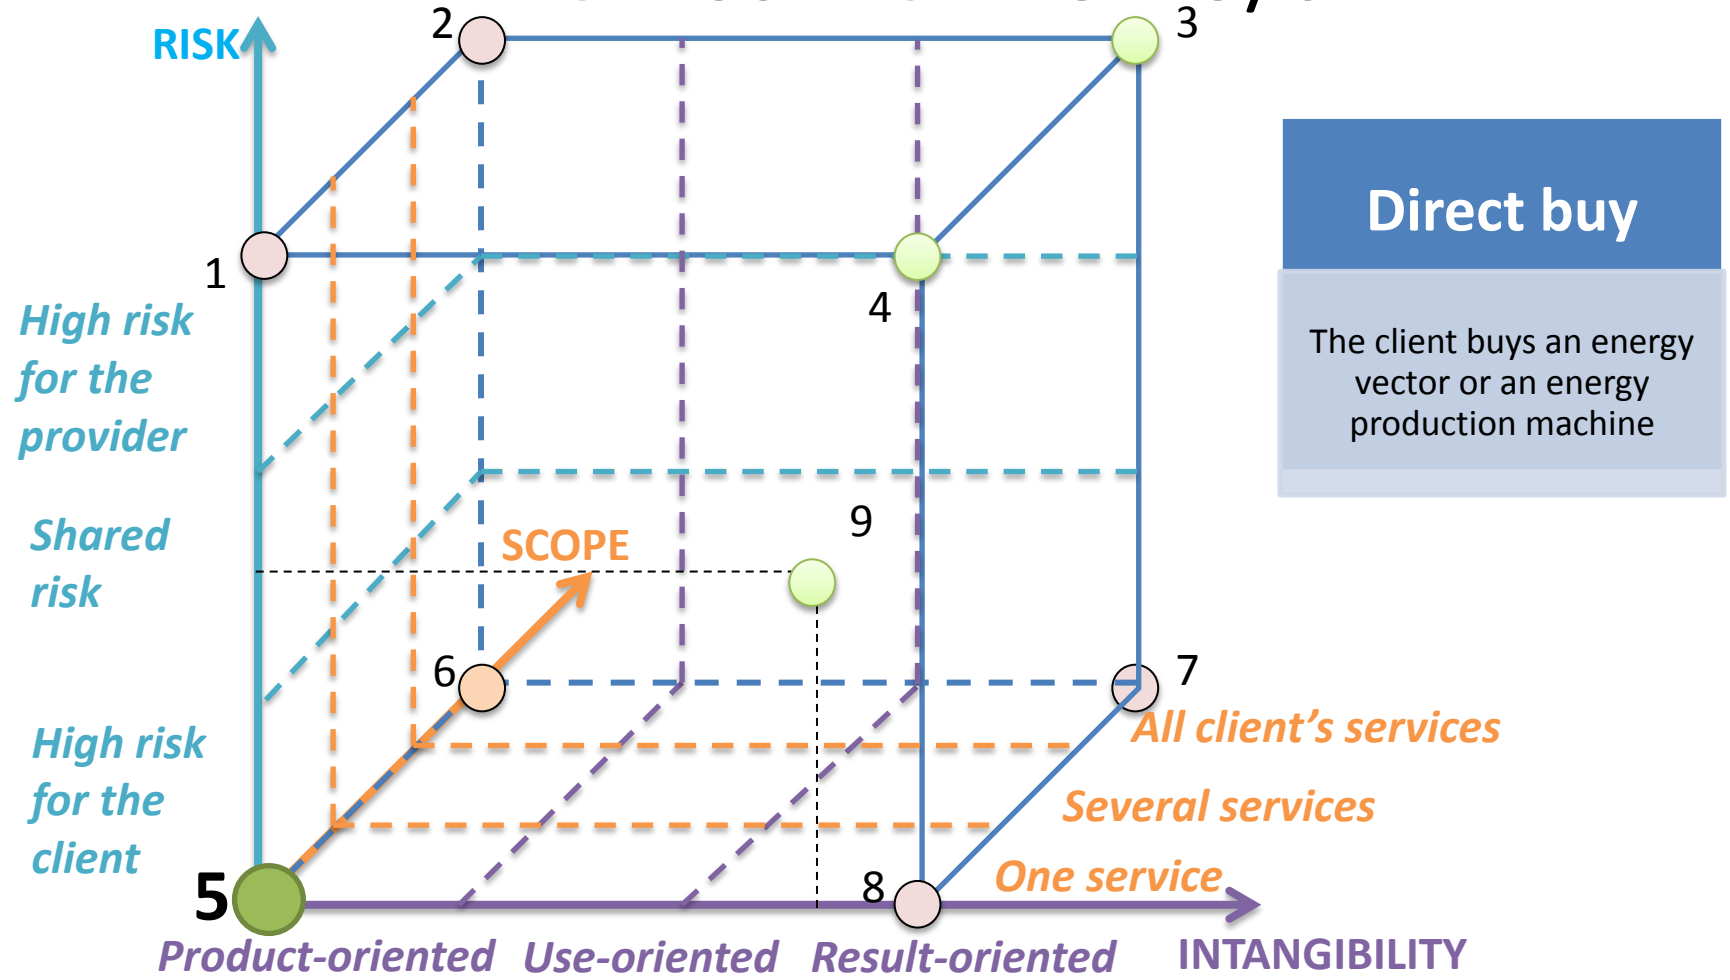 RISK
2
3
Direct buy
1
4
The client buys an energy
vector or an energy
production machine
High risk
for the
provider
9
Shared
risk
SCOPE
6
7
High risk
for the
client
All client's services
Several services
One service
5
8
Product-oriented
Use-oriented
Result-oriented
INTANGIBILITY